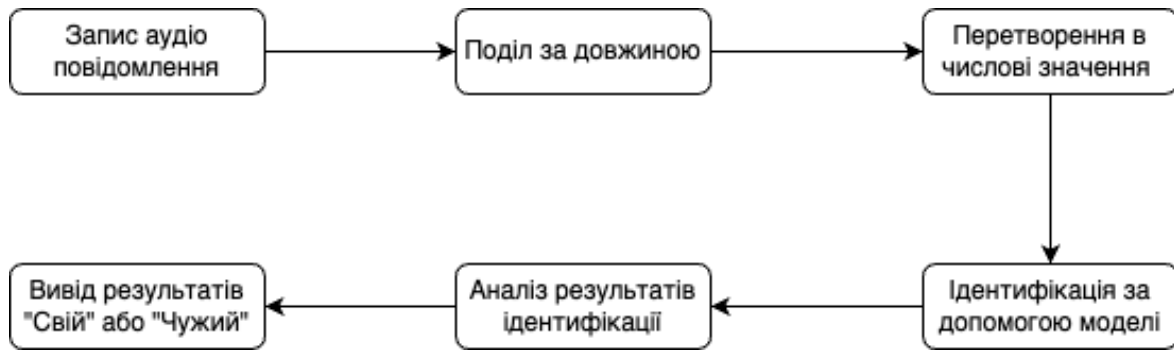 Запис аудіо
повідомлення
Поділ за довжиною
Перетворення в
числові значення
Ідентифікація за
допомогою моделі
Аналіз результатів
ідентифікації
Вивід результатів
"Свій" або "Чужий"